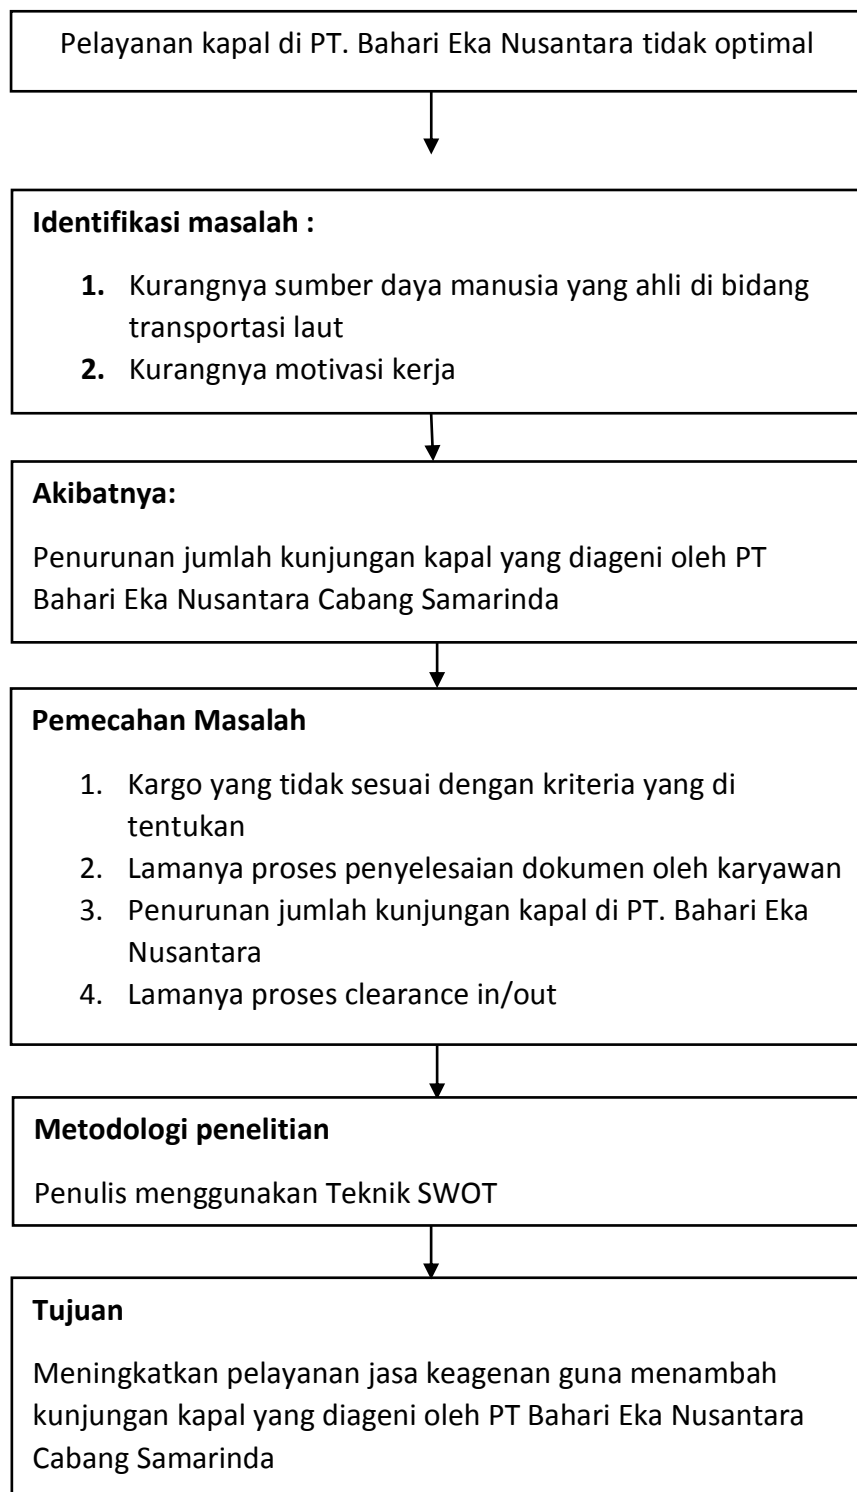 Pelayanan kapal di PT. Bahari Eka Nusantara tidak optimal
Identifikasi masalah :
1. Kurangnya sumber daya manusia yang ahli di bidang
transportasi laut
2. Kurangnya motivasi kerja
Akibatnya:
Penurunan jumlah kunjungan kapal yang diageni oleh PT
Bahari Eka Nusantara Cabang Samarinda
Pemecahan Masalah
1. Kargo yang tidak sesuai dengan kriteria yang di
tentukan
2. Lamanya proses penyelesaian dokumen oleh karyawan
3. Penurunan jumlah kunjungan kapal di PT. Bahari Eka
Nusantara
4. Lamanya proses clearance in/out
Metodologi penelitian
Penulis menggunakan Teknik SWOT
Tujuan
Meningkatkan pelayanan jasa keagenan guna menambah
kunjungan kapal yang diageni oleh PT Bahari Eka Nusantara
Cabang Samarinda